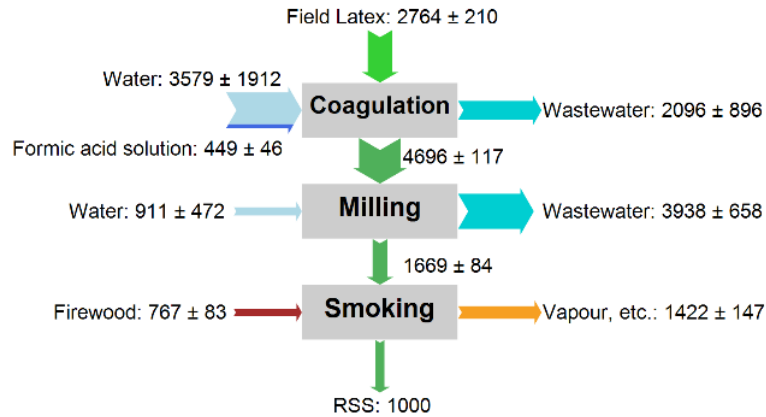 Field Latex: 2764 ± 210
Water: 3579 ± 1912
Coagulation
Wastewater: 2096 ± 896
Formic acid solution: 449 ± 46
4696 ± 117
Water: 911 ± 472
Milling
Wastewater: 3938 ± 658
1669 ± 84
Firewood: 767 ± 83
Smoking
Vapour, etc.: 1422 ± 147
RSS: 1000